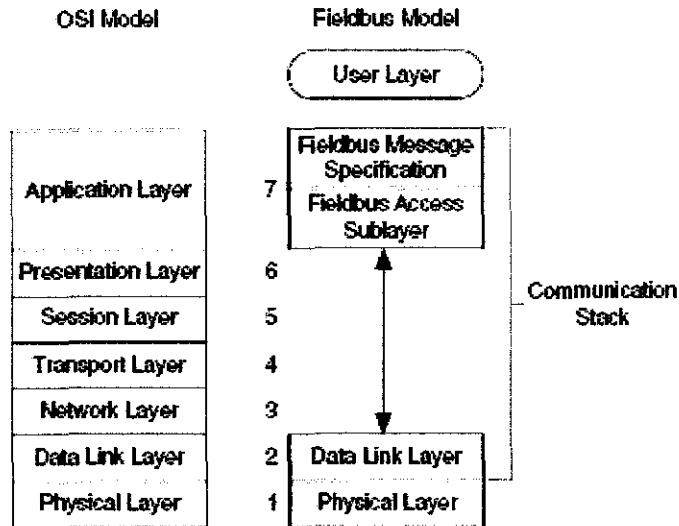 OSI Model
Fieldbus Model
User Layer
Application Layer
7
Fieldbus Message
Specification
Fieldbus Access
Sublayer
Presentation Layer
6
Session Layer
5
Communication
Stack
Transport Layer
4
Network Layer
3
Data Link Layer
2
Data Link Layer
Physical Layer
1
Physical Layer